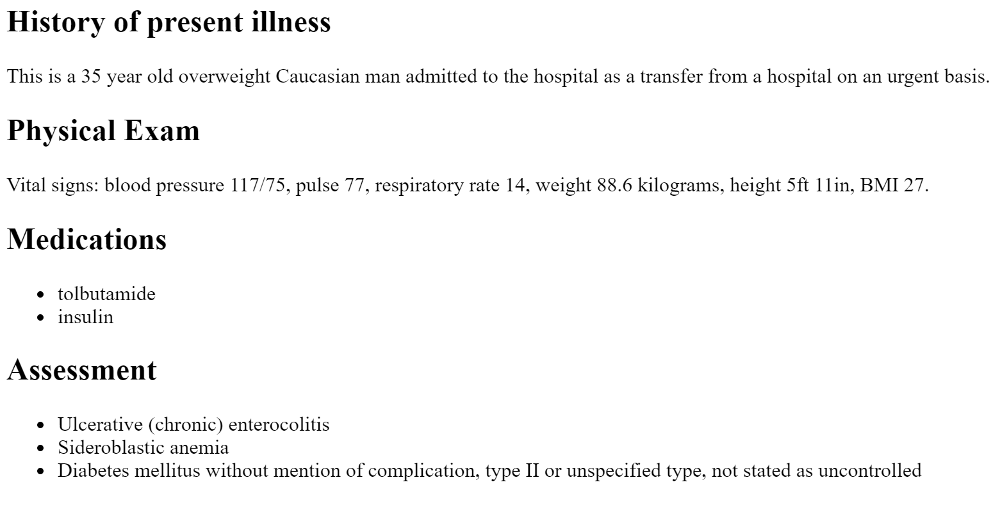 History of present illness
This is a 35 year old overweight Caucasian man admitted to the hospital as a transfer from a hospital on an urgent basis.
Physical Exam
Vital signs: blood pressure 117/75, pulse 77, respiratory rate 14, weight 88.6 kilograms, height 5ft 11in, BMI 27.
Medications
• tolbutamide
• insulin
Assessment
• Ulcerative (chronic) enterocolitis
• Sideroblastic anemia
• Diabetes mellitus without mention of complication, type II or unspecified type, not stated as uncontrolled